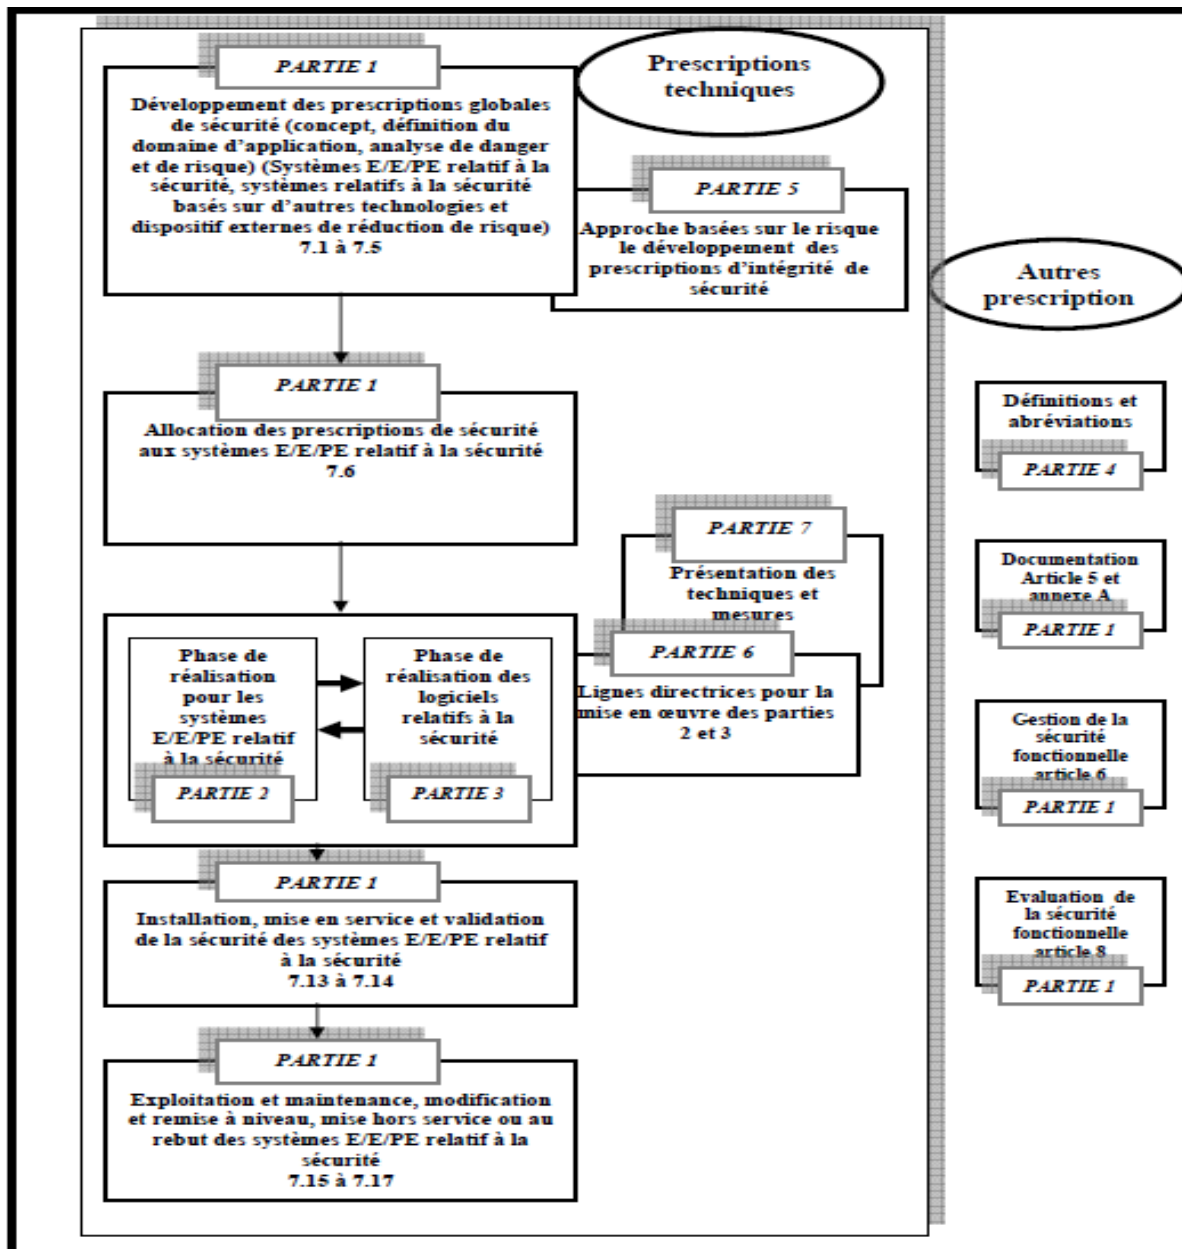 PARTIE 1
Développement des prescriptions globales
de sécurité (concept, définition du
domaine d'application, analyse de danger
et de risque) (Systèmes E/E/PE relatif à la
sécurité, systèmes relatifs à la sécurité
basés sur d'autres technologies et
dispositif externes de réduction de risque)
7.1 à 7.5
Prescriptions
techniques
PARTIE 5
Approche basées sur le risque
le développement des
prescriptions d'intégrité de
sécurité
Autres
prescription
PARTIE 1
Allocation des prescriptions de sécurité
aux systèmes E/E/PE relatif à la sécurité
7.6
Définitions et
abréviations
PARTIE 4
PARTIE 7
Présentation des
techniques et
mesures
Documentation
Article 5 et
annexe A
PARTIE 1
Phase de
réalisation
pour les
systèmes
E/E/PE relatif
à la sécurité
PARTIE 2
Phase de
réalisation des
logiciels
relatifs à la
sécurité
PARTIE 3
PARTIE 6
Lignes directrices pour la
mise en œuvre des parties
2 et 3
Gestion de la
sécurité
fonctionnelle
article 6
PARTIE 1
PARTIE 1
Installation, mise en service et validation
de la sécurité des systèmes E/E/PE relatif
à la sécurité
7.13 à 7.14
Evaluation de
la sécurité
fonctionnelle
article 8
PARTIE 1
PARTIE 1
Exploitation et maintenance, modification
et remise à niveau, mise hors service ou au
rebut des systèmes E/E/PE relatif à la
sécurité
7.15 à 7.17